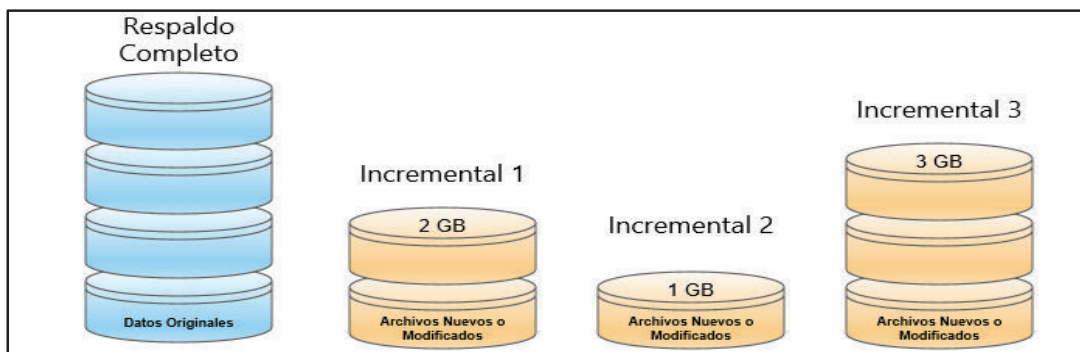 Respaldo
Completo
Datos Originales
Incremental 1
2 GB
Archivos Nuevos o
Modificados
Incremental 2
1 GB
Archivos Nuevos o
Modificados
Incremental 3
3 GB
Archivos Nuevos o
Modificados